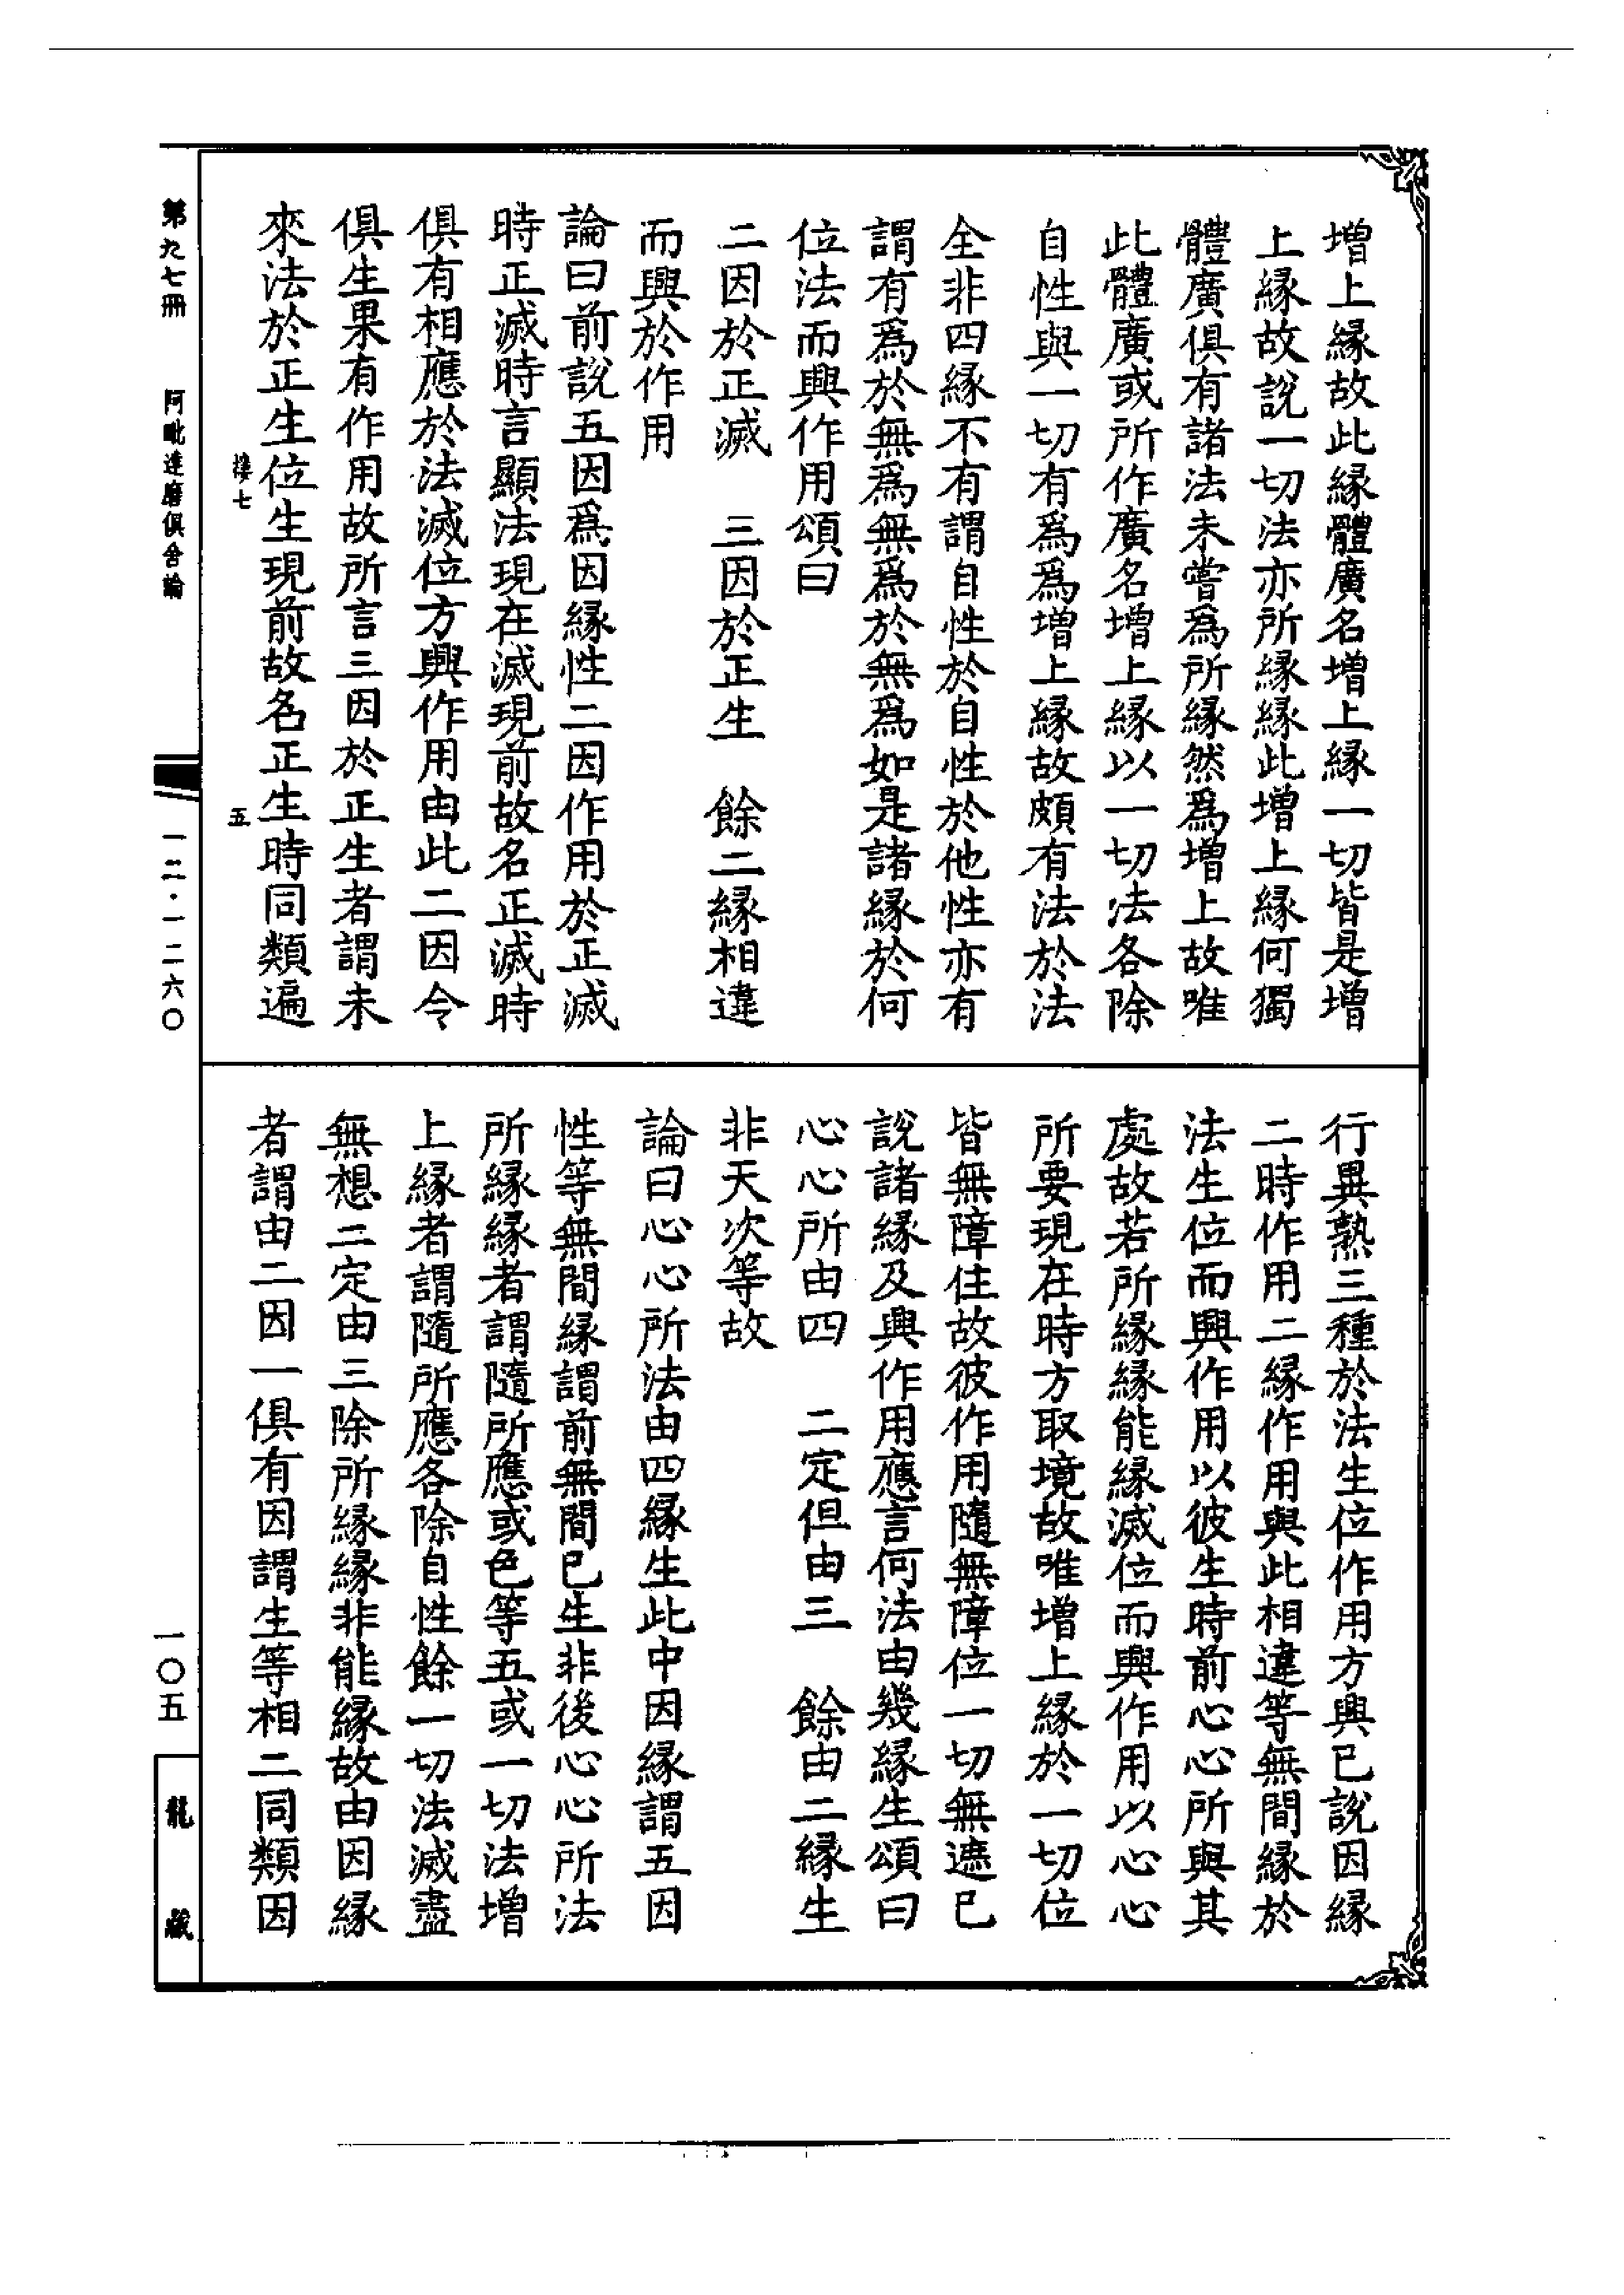 增上緣故此緣體廣名增上緣一切皆是增
上緣故說一切法亦所緣緣此增上緣何獨
體廣俱有諸法未嘗爲所緣然爲增上故唯
此體廣或所作廣名增上緣以一切法各除
自性與一切有爲爲增上緣故頗有法於法
全非四緣不有謂自性於自性於他性亦有
謂有爲於無爲無爲於無爲如是諸緣於何
位法而興作用頌曰
二因於正滅　三因於正生　餘二緣相違
而興於作用
論曰前說五因爲因緣性二因作用於正滅
時正滅時言顯法現在滅現前故名正滅時
俱有相應於法滅位方興作用由此二因令
俱生果有作用故所言三因於正生者謂未
來法於正生位生現前故名正生時同類遍
行異熟三種於法生位作用方興已說因緣
二時作用二緣作用與此相違等無間緣於
法生位而興作用以彼生時前心心所與其
處故若所緣緣能緣滅位而興作用以心心
所要現在時方取境故唯增上緣於一切位
皆無障住故彼作用隨無障位一切無遮已
說諸緣及興作用應言何法由幾緣生頌曰
心心所由四　二定但由三　餘由二緣生
非天次等故
論曰心心所法由四緣生此中因緣謂五因
性等無間緣謂前無間已生非後心心所法
所緣緣者謂隨所應或色等五或一切法增
上緣者謂隨所應各除自性餘一切法滅盡
無想二定由三除所緣緣非能緣故由因緣
者謂由二因一俱有因謂生等相二同類因
五
第九七冊　阿毗達磨俱舍論
一二·一二六〇
一〇五
龍藏